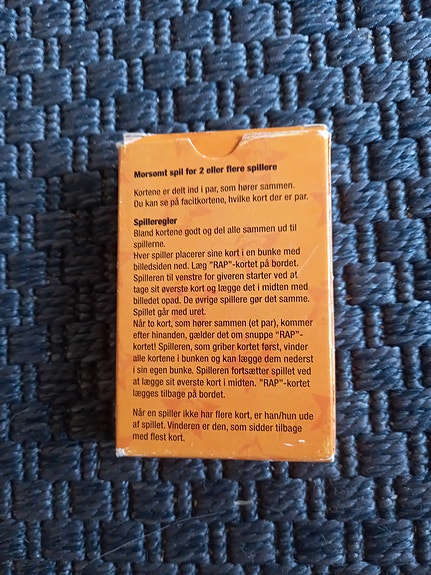 Morsomt spil for 2 eller flere spillere
Kortene er delt ind i par, som hører sammen.
Du kan se på facitkortene, hvilke kort der er par.
Spilleregler
Bland kortene godt og del alle sammen ud til
spillerne.
Hver spiller placerer sine kort i en bunke med
billedsiden ned. Læg "RAP"-kortet på bordet.
Spilleren til venstre for giveren starter ved at
tage sit øverste kort og lægge det i midten med
billedet opad. De øvrige spillere gør det samme.
Spillet går med uret.
Når to kort, som hører sammen (et par), kommer
efter hinanden, gælder det om at snuppe "RAP"-
kortet! Spilleren, som griber kortet først, vinder
alle kortene i bunken og kan lægge dem nederst
i sin egen bunke. Spilleren fortsætter spillet ved
at lægge sit øverste kort i midten. "RAP"-kortet
lægges tilbage på bordet.
Når en spiller ikke har flere kort, er han/hun ude
af spillet. Vinderen er den, som sidder tilbage
med flest kort.